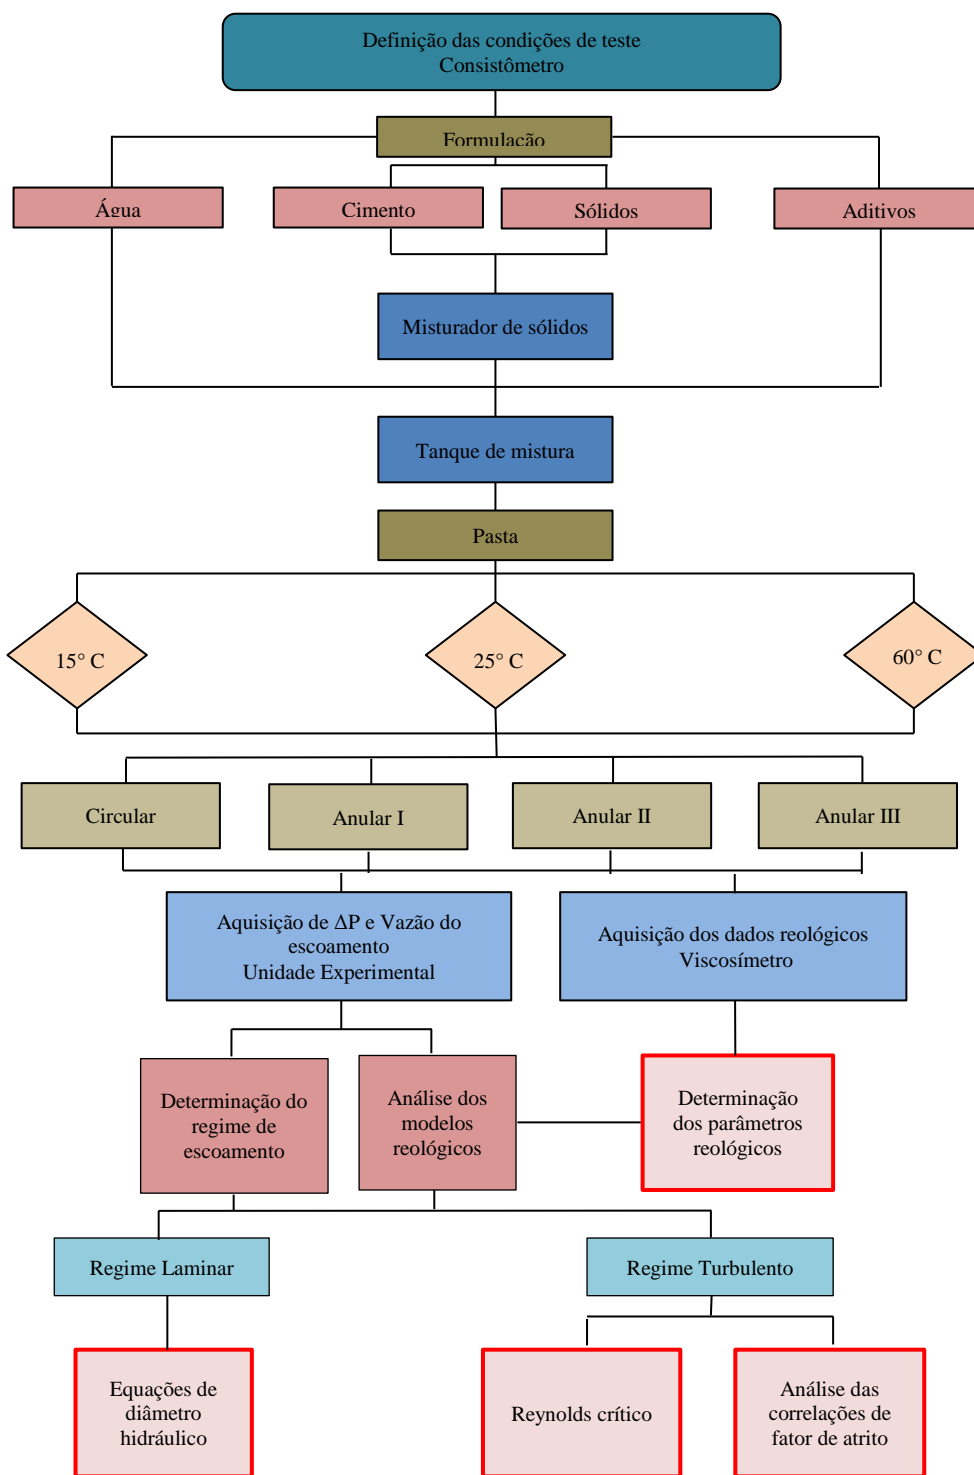 Definição das condições de teste
Consistômetro
Formulação
Água
Cimento
Sólidos
Aditivos
Misturador de sólidos
Tanque de mistura
Pasta
15° C
25° C
60° C
Circular
Anular I
Anular II
Anular III
Aquisição de ΔP e Vazão do
escoamento
Unidade Experimental
Aquisição dos dados reológicos
Viscosímetro
Determinação do
regime de
escoamento
Análise dos
modelos
reológicos
Determinação
dos parâmetros
reológicos
Regime Laminar
Regime Turbulento
Equações de
diâmetro
hidráulico
Reynolds crítico
Análise das
correlações de
fator de atrito